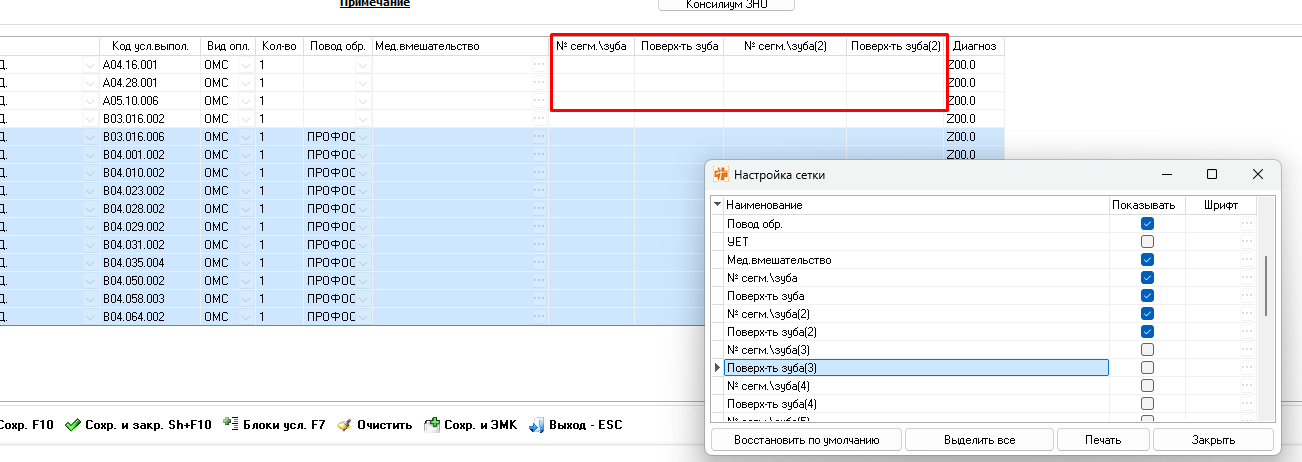 Примечание
Консилиум ЗНО
Код усл.выпол. Вид опл. Кол-во Повод обр. Мед.вмешательство № сегм.\зуба Поверх-ть зуба № сегм.\зуба(2) Поверх-ть зуба(2) Диагноз
Д. A04.16.001 ОМС 1 Z00.0
Д. A04.28.001 ОМС 1 Z00.0
Д. A05.10.006 ОМС 1 Z00.0
Д. B03.016.002 ОМС 1 Z00.0
Д. B03.016.006 ОМС 1 ПРОФОС Z00.0
Д. B04.001.002 ОМС 1 ПРОФОС Z00.0
Д. B04.010.002 ОМС 1 ПРОФОС
Д. B04.023.002 ОМС 1 ПРОФОС
Д. B04.028.002 ОМС 1 ПРОФОС
Д. B04.029.002 ОМС 1 ПРОФОС
Д. B04.031.002 ОМС 1 ПРОФОС
Д. B04.035.004 ОМС 1 ПРОФОС
Д. B04.050.002 ОМС 1 ПРОФОС
Д. B04.058.003 ОМС 1 ПРОФОС
Д. B04.064.002 ОМС 1 ПРОФОС
Настройка сетки
Наименование Показывать Шрифт
Повод обр.
УЕТ
Мед.вмешательство
№ сегм.\зуба
Поверх-ть зуба
№ сегм.\зуба(2)
Поверх-ть зуба(2)
№ сегм.\зуба(3)
Поверх-ть зуба(3)
№ сегм.\зуба(4)
Поверх-ть зуба(4)
№ сегм.\зуба(5)
Восстановить по умолчанию Выделить все Печать Закрыть
Сохр. F10 Сохр. и закр. Sh+F10 Блоки усл. F7 Очистить Сохр. и ЭМК Выход - ESC